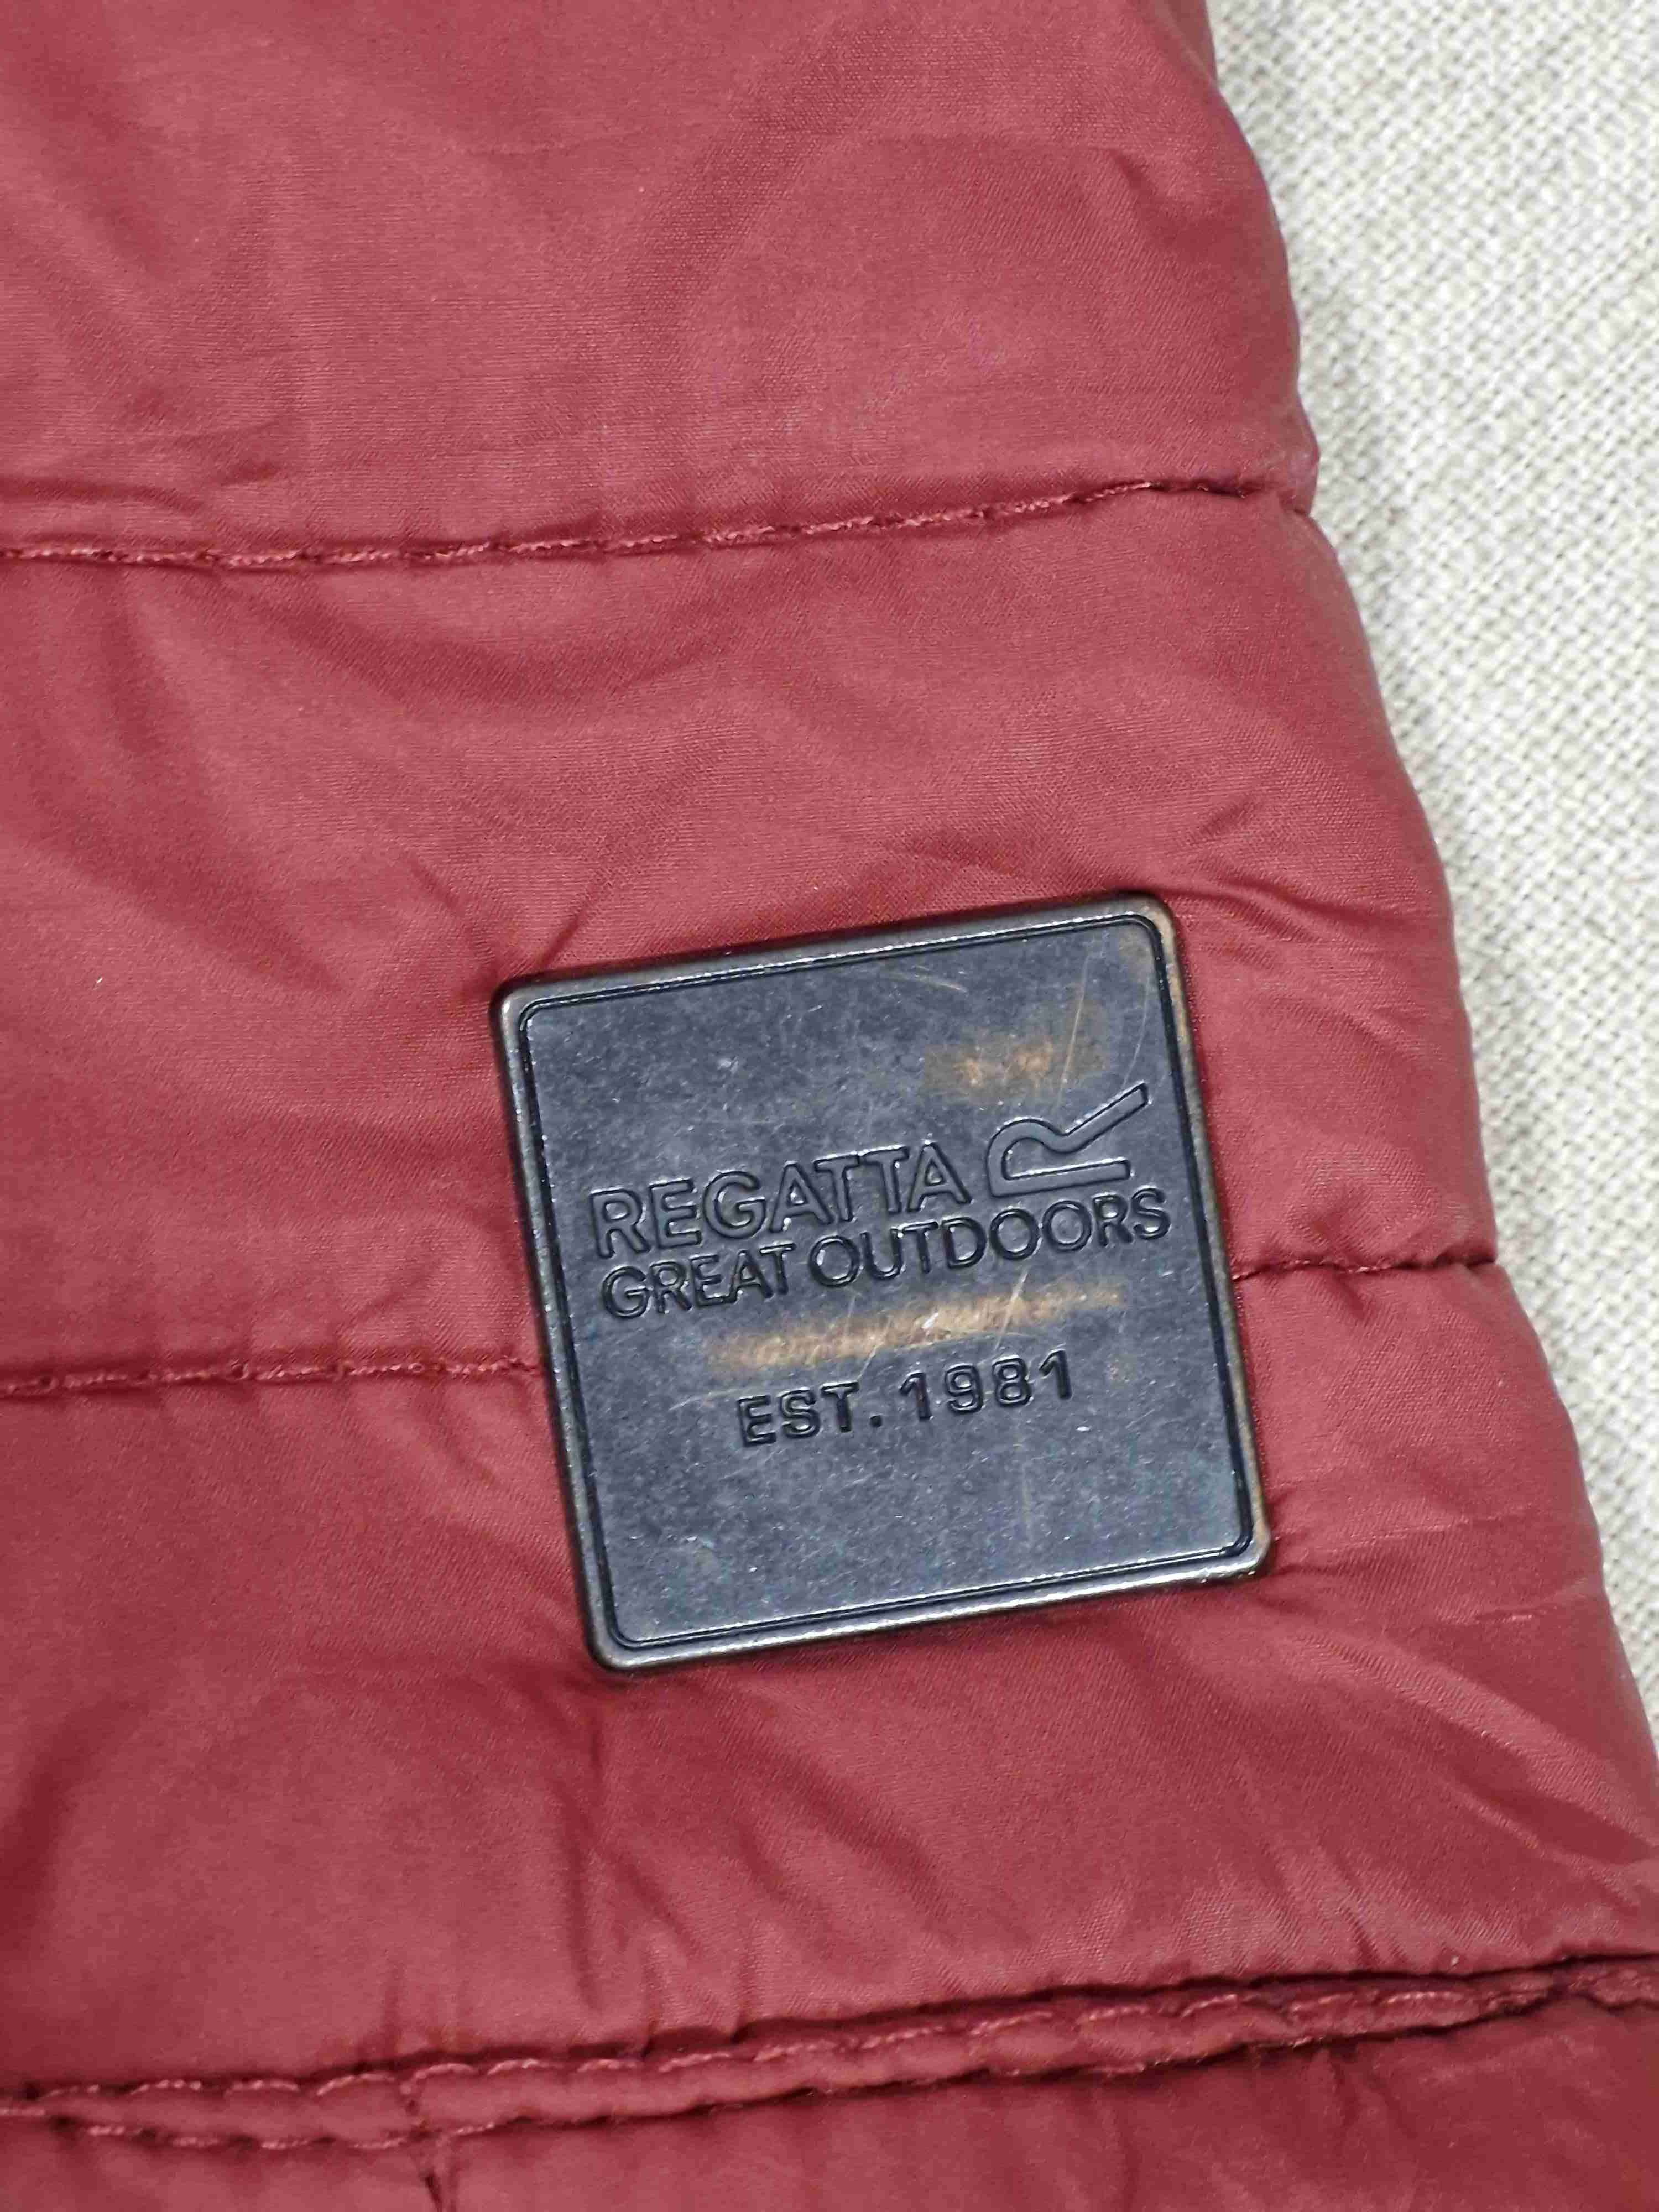 REGATTA
GREAT OUTDOORS
EST. 1981